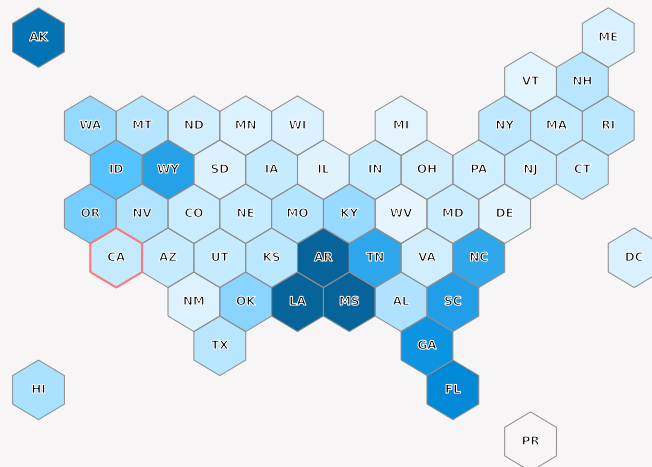 AK ME
VT NH
WA MT ND MN WI MI NY MA RI
ID WY SD IA IL IN OH PA NJ CT
OR NV CO NE MO KY WV MD DE
CA AZ UT KS AR TN VA NC DC
NM OK LA MS AL SC
TX GA
HI FL
PR